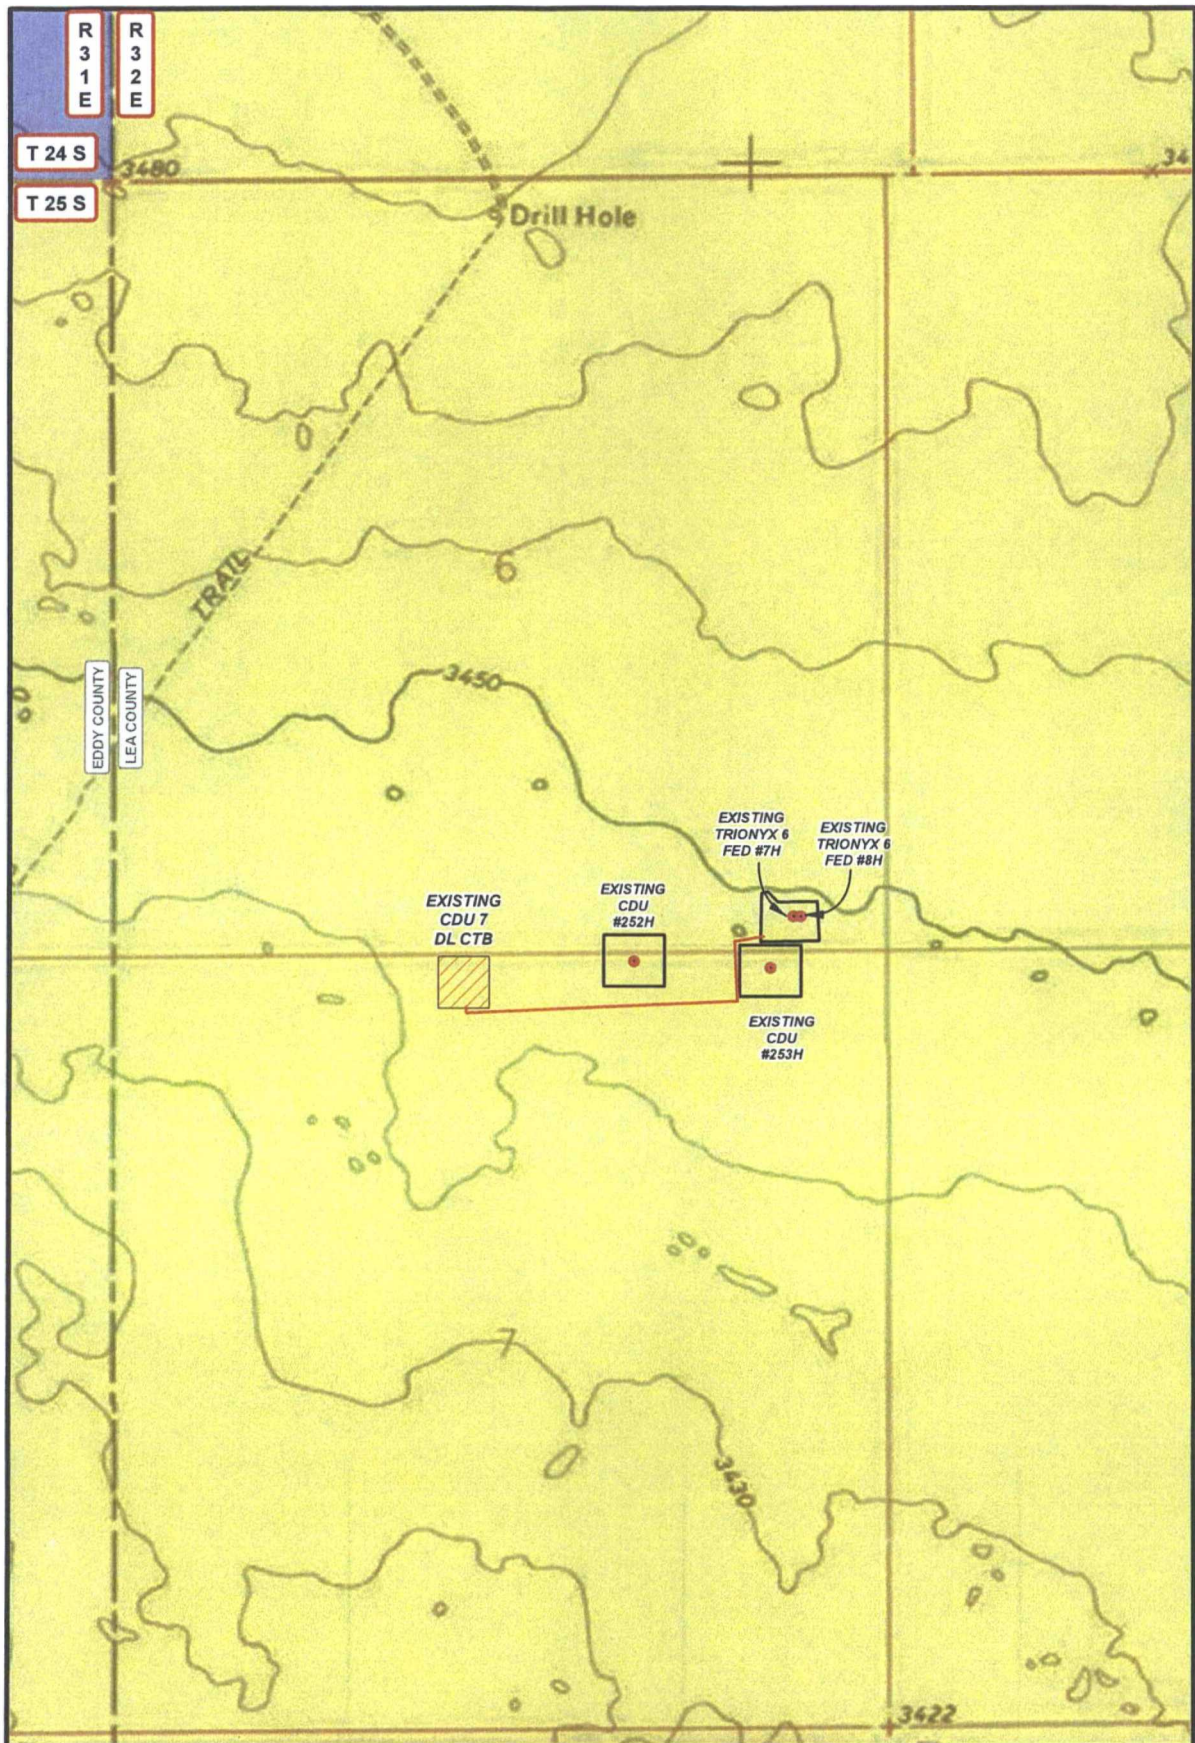 R
3
1
E
R
3
2
E
T 24 S
3480
34
T 25 S
Drill Hole
6
TRAIL
3450
EDDY COUNTY
LEA COUNTY
EXISTING
TRIONYX 6
FED #7H
EXISTING
TRIONYX 6
FED #8H
EXISTING
CDU 7
DL CTB
EXISTING
CDU
#252H
EXISTING
CDU
#253H
7
3430
3422